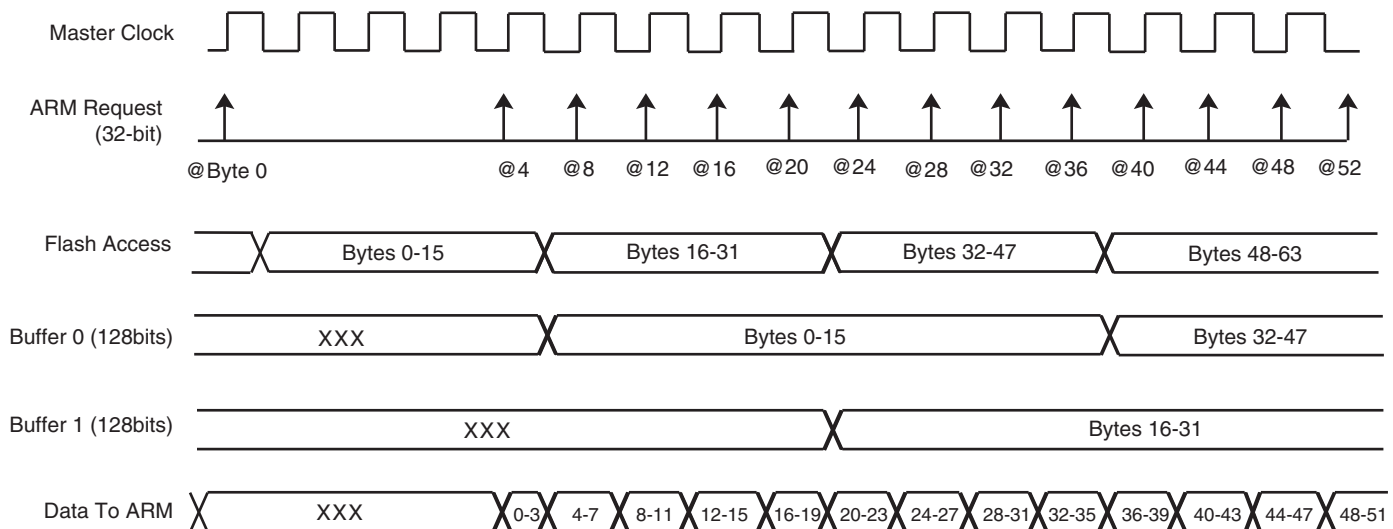 Master Clock
ARM Request
(32-bit)
@Byte 0 @4 @8 @12 @16 @20 @24 @28 @32 @36 @40 @44 @48 @52
Flash Access Bytes 0-15 Bytes 16-31 Bytes 32-47 Bytes 48-63
Buffer 0 (128bits) XXX Bytes 0-15 Bytes 32-47
Buffer 1 (128bits) XXX Bytes 16-31
Data To ARM XXX 0-3 4-7 8-11 12-15 16-19 20-23 24-27 28-31 32-35 36-39 40-43 44-47 48-51